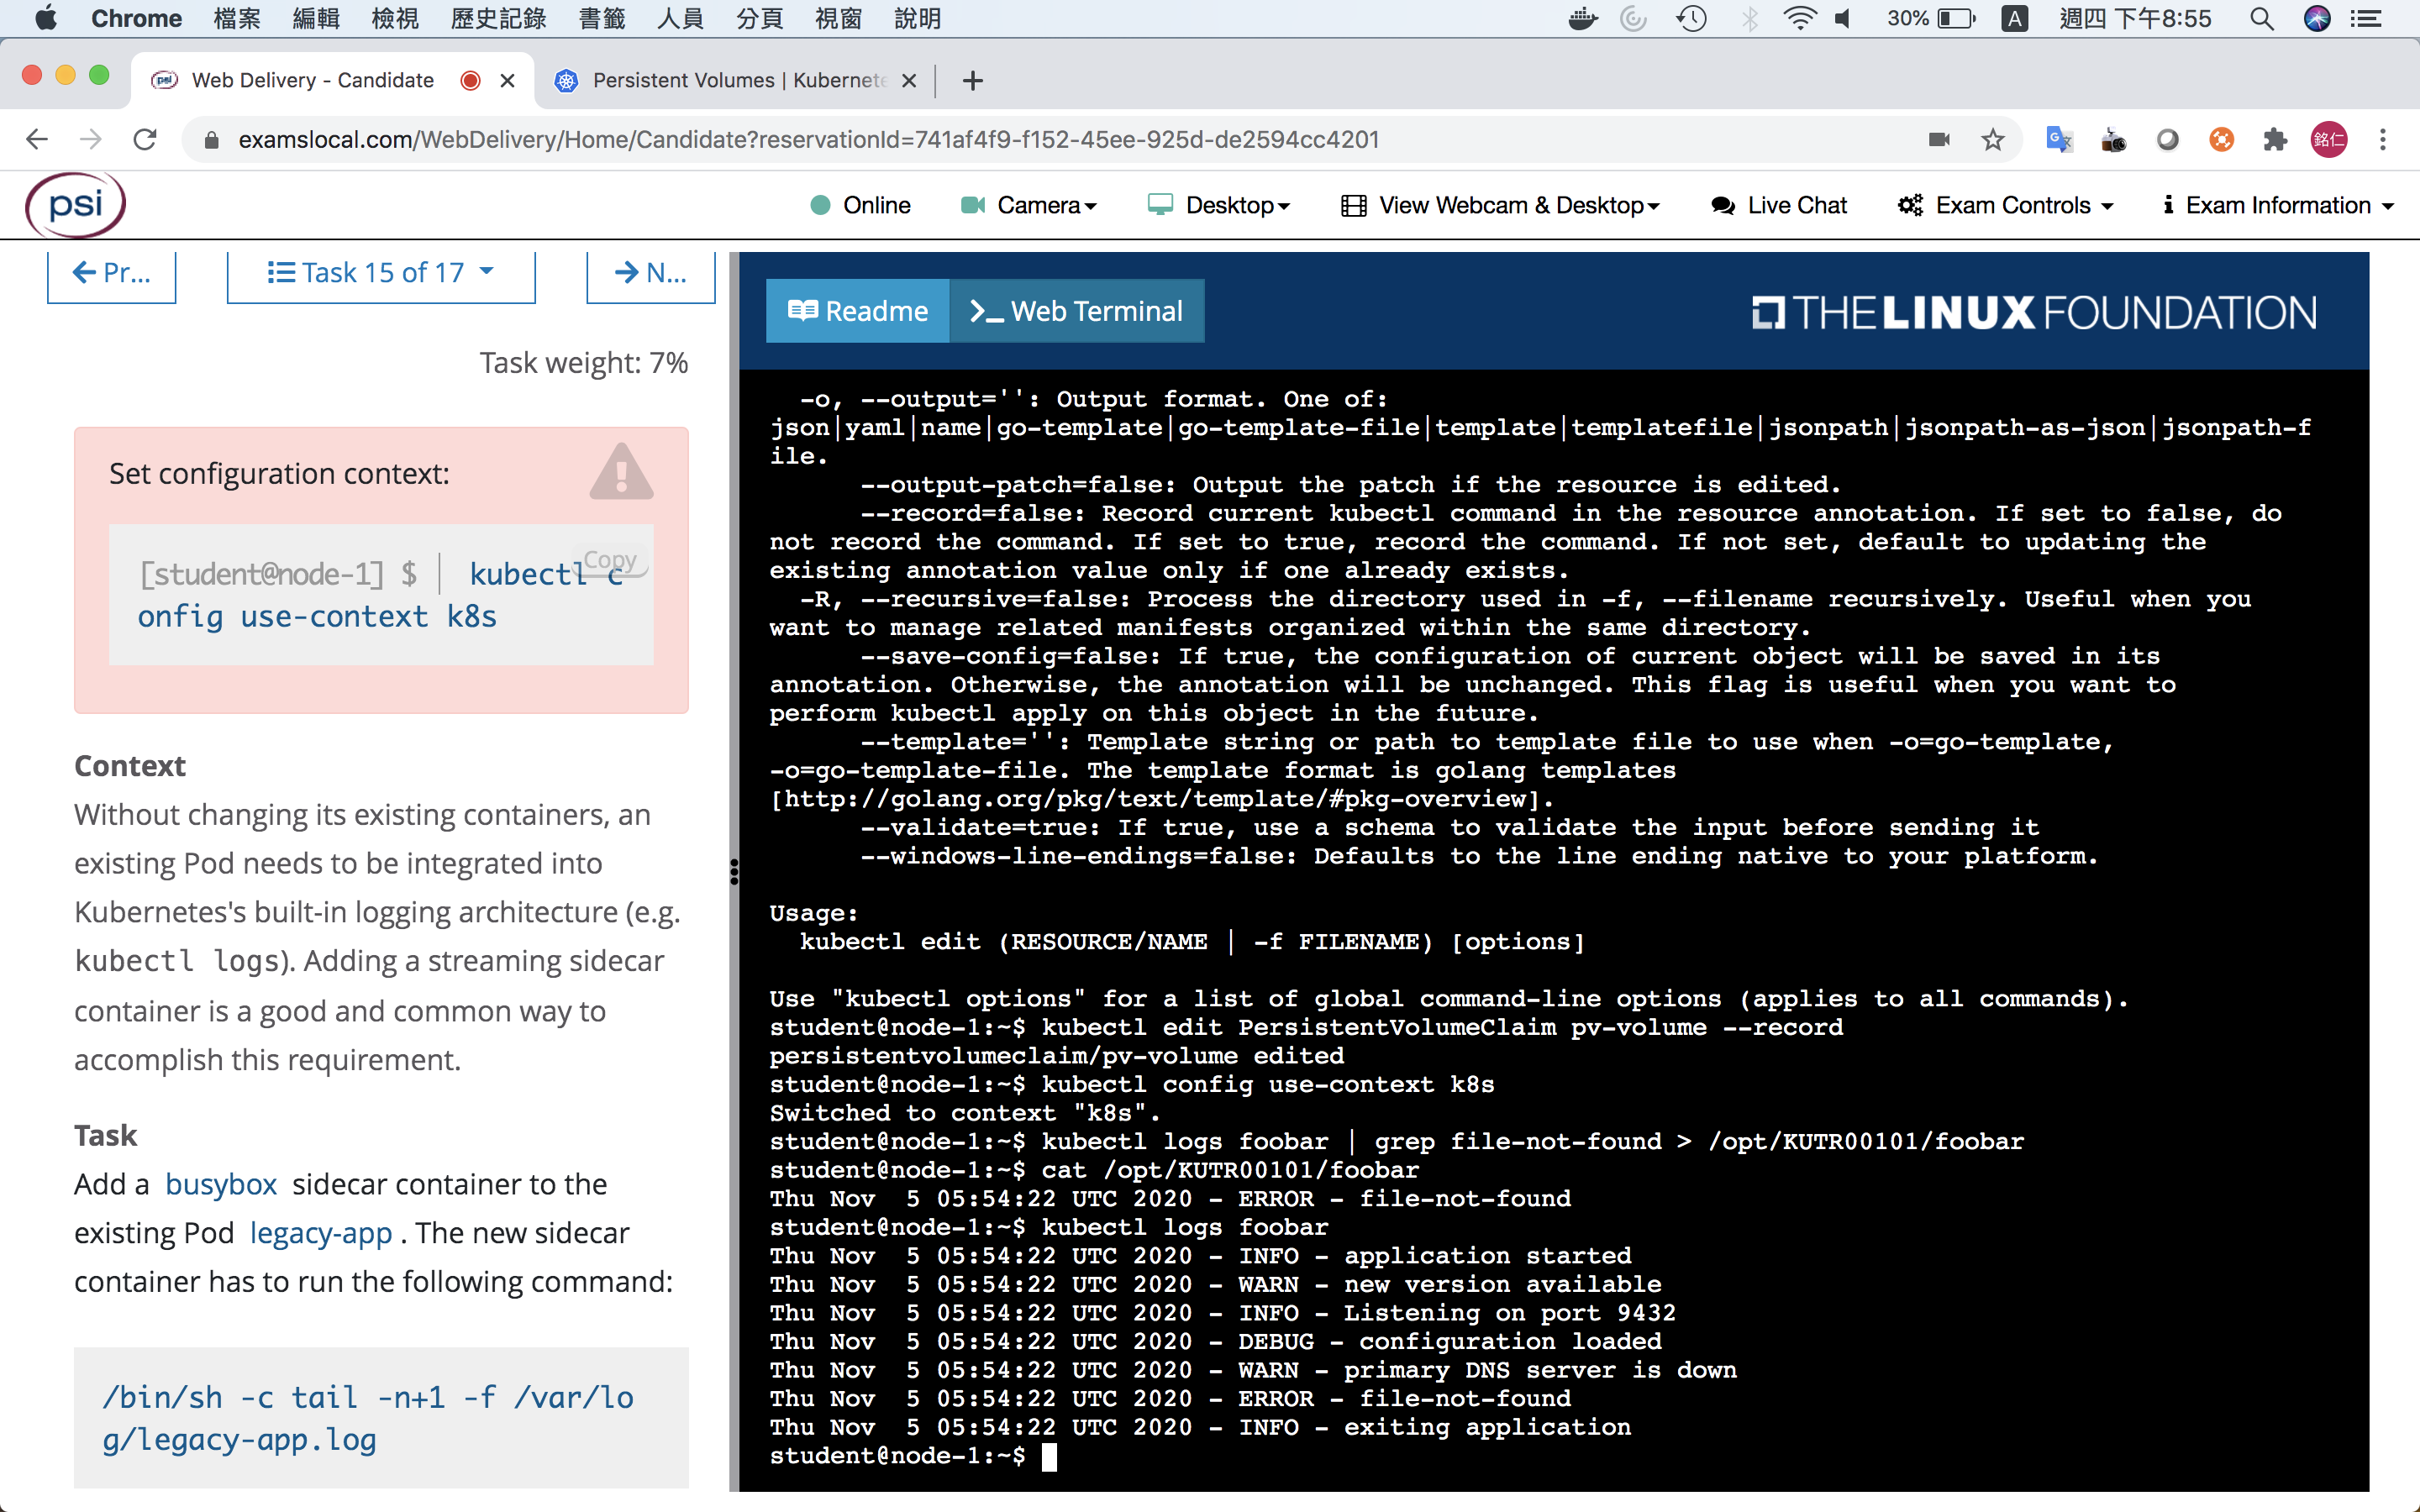 Chrome 檔案 編輯 檢視 歷史記錄 書籤 人員 分頁 視窗 說明 30% A 週四 下午8:55
psi Web Delivery - Candidate Persistent Volumes | Kubernete
examslocal.com/WebDelivery/Home/Candidate?reservationId=741af4f9-f152-45ee-925d-de2594cc4201 銘仁
psi Online Camera Desktop View Webcam & Desktop Live Chat Exam Controls Exam Information
Pr... Task 15 of 17 N...
Task weight: 7%
Set configuration context:
Copy
[student@node-1] $ | kubectl c
onfig use-context k8s
Context
Without changing its existing containers, an
existing Pod needs to be integrated into
Kubernetes's built-in logging architecture (e.g.
kubectl logs). Adding a streaming sidecar
container is a good and common way to
accomplish this requirement.
Task
Add a busybox sidecar container to the
existing Pod legacy-app . The new sidecar
container has to run the following command:
/bin/sh -c tail -n+1 -f /var/lo
g/legacy-app.log
Readme >_ Web Terminal THE LINUX FOUNDATION
-o, --output='': Output format. One of:
json|yaml|name|go-template|go-template-file|template|templatefile|jsonpath|jsonpath-as-json|jsonpath-f
ile.
--output-patch=false: Output the patch if the resource is edited.
--record=false: Record current kubectl command in the resource annotation. If set to false, do
not record the command. If set to true, record the command. If not set, default to updating the
existing annotation value only if one already exists.
-R, --recursive=false: Process the directory used in -f, --filename recursively. Useful when you
want to manage related manifests organized within the same directory.
--save-config=false: If true, the configuration of current object will be saved in its
annotation. Otherwise, the annotation will be unchanged. This flag is useful when you want to
perform kubectl apply on this object in the future.
--template='': Template string or path to template file to use when -o=go-template,
-o=go-template-file. The template format is golang templates
[http://golang.org/pkg/text/template/#pkg-overview].
--validate=true: If true, use a schema to validate the input before sending it
--windows-line-endings=false: Defaults to the line ending native to your platform.
Usage:
kubectl edit (RESOURCE/NAME | -f FILENAME) [options]
Use "kubectl options" for a list of global command-line options (applies to all commands).
student@node-1:~$ kubectl edit PersistentVolumeClaim pv-volume --record
persistentvolumeclaim/pv-volume edited
student@node-1:~$ kubectl config use-context k8s
Switched to context "k8s".
student@node-1:~$ kubectl logs foobar | grep file-not-found > /opt/KUTR00101/foobar
student@node-1:~$ cat /opt/KUTR00101/foobar
Thu Nov  5 05:54:22 UTC 2020 - ERROR - file-not-found
student@node-1:~$ kubectl logs foobar
Thu Nov  5 05:54:22 UTC 2020 - INFO - application started
Thu Nov  5 05:54:22 UTC 2020 - WARN - new version available
Thu Nov  5 05:54:22 UTC 2020 - INFO - Listening on port 9432
Thu Nov  5 05:54:22 UTC 2020 - DEBUG - configuration loaded
Thu Nov  5 05:54:22 UTC 2020 - WARN - primary DNS server is down
Thu Nov  5 05:54:22 UTC 2020 - ERROR - file-not-found
Thu Nov  5 05:54:22 UTC 2020 - INFO - exiting application
student@node-1:~$